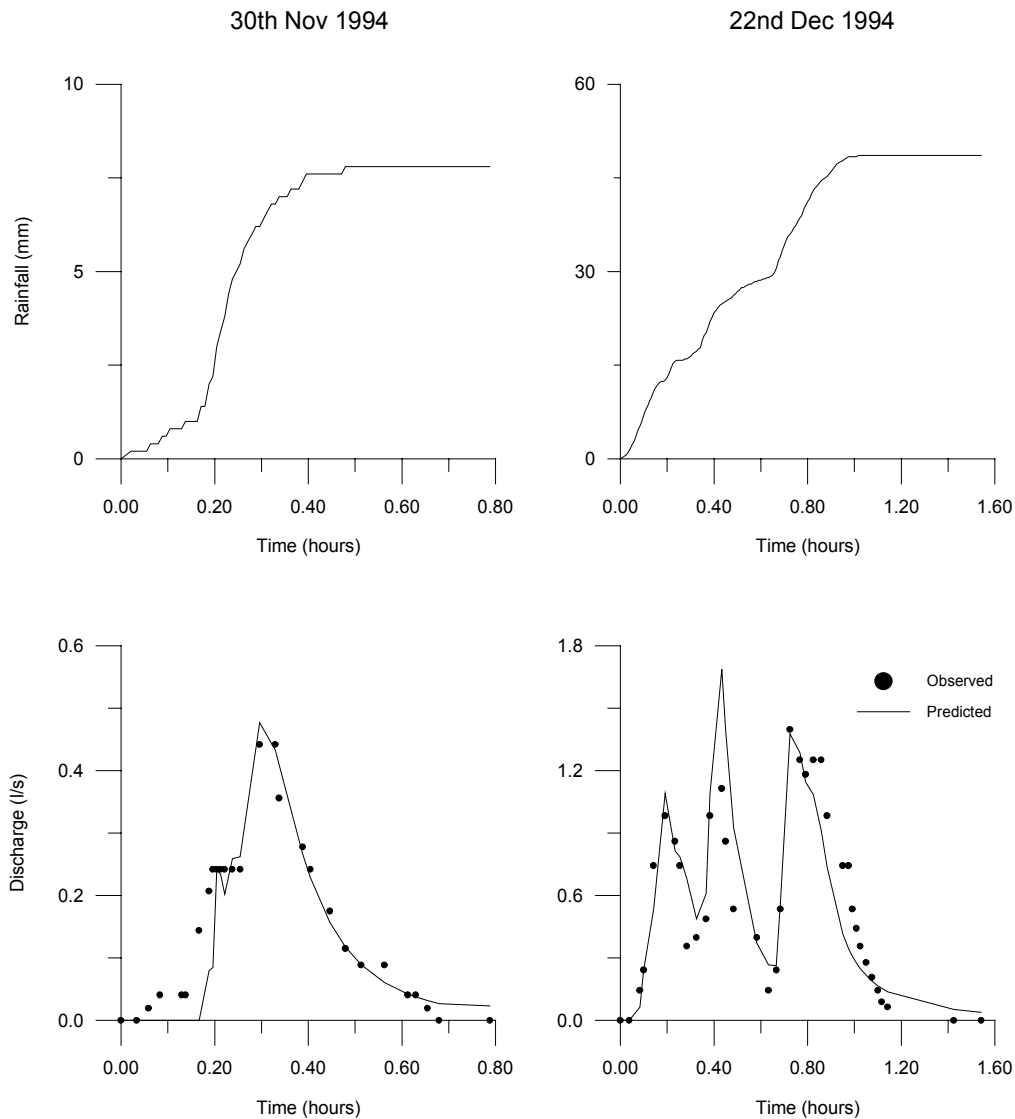 30th Nov 1994
22nd Dec 1994
10
5
0
Rainfall (mm)
0.00 0.20 0.40 0.60 0.80
Time (hours)
60
30
0
0.00 0.40 0.80 1.20 1.60
Time (hours)
0.6
0.4
0.2
0.0
Discharge (l/s)
0.00 0.20 0.40 0.60 0.80
Time (hours)
1.8
1.2
0.6
0.0
Observed
Predicted
0.00 0.40 0.80 1.20 1.60
Time (hours)